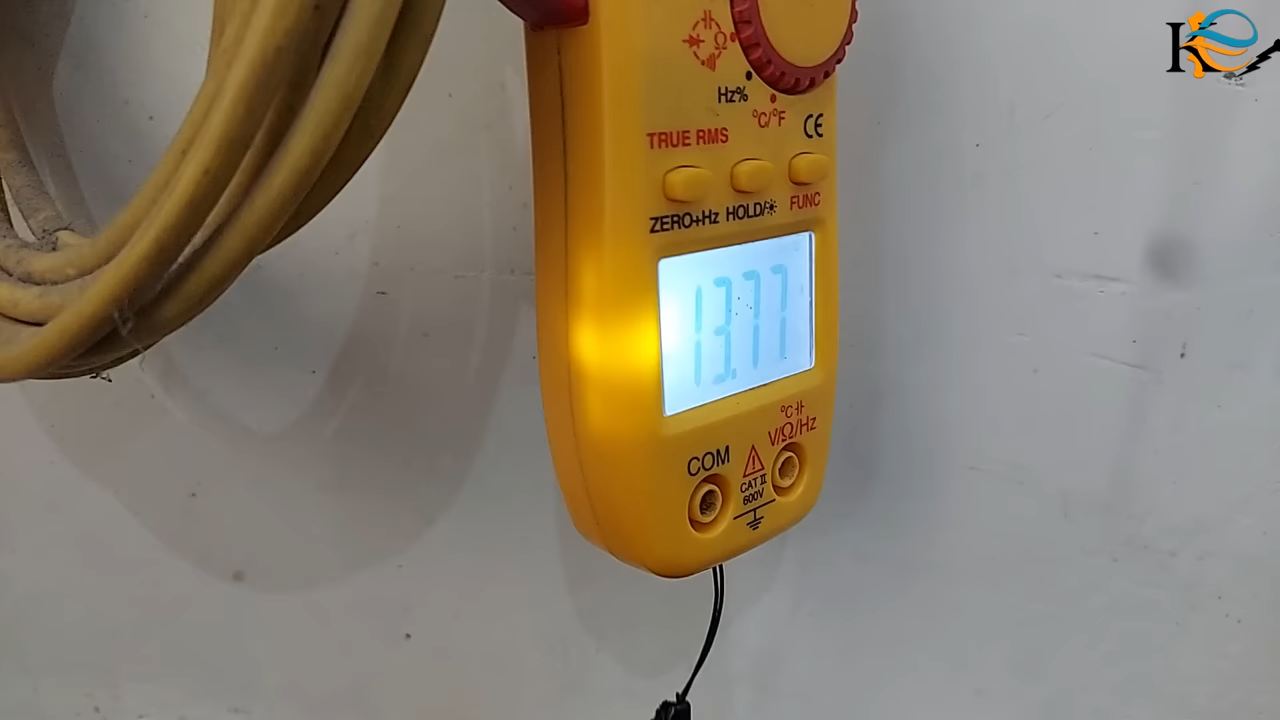 Hz%
°C/°F
TRUE RMS
CE
ZERO+Hz HOLD/☀ FUNC
13.77
°C
V/Ω/Hz
COM
CAT II
600V
K